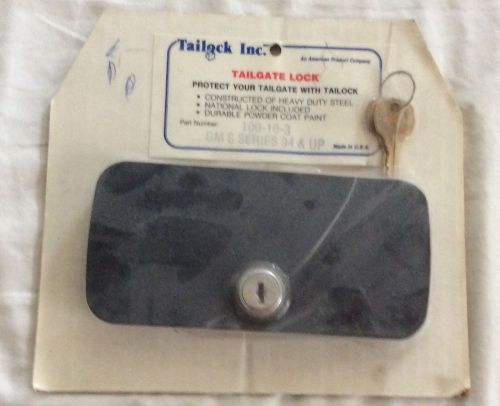 Tailock Inc.
An American Product Company
TAILGATE LOCK
PROTECT YOUR TAILGATE WITH TAILOCK
• CONSTRUCTED OF HEAVY DUTY STEEL
• NATIONAL LOCK INCLUDED
• DURABLE POWDER COAT PAINT
Part Number: 100-10-3
GM S SERIES 94 & UP
Made in U.S.A.